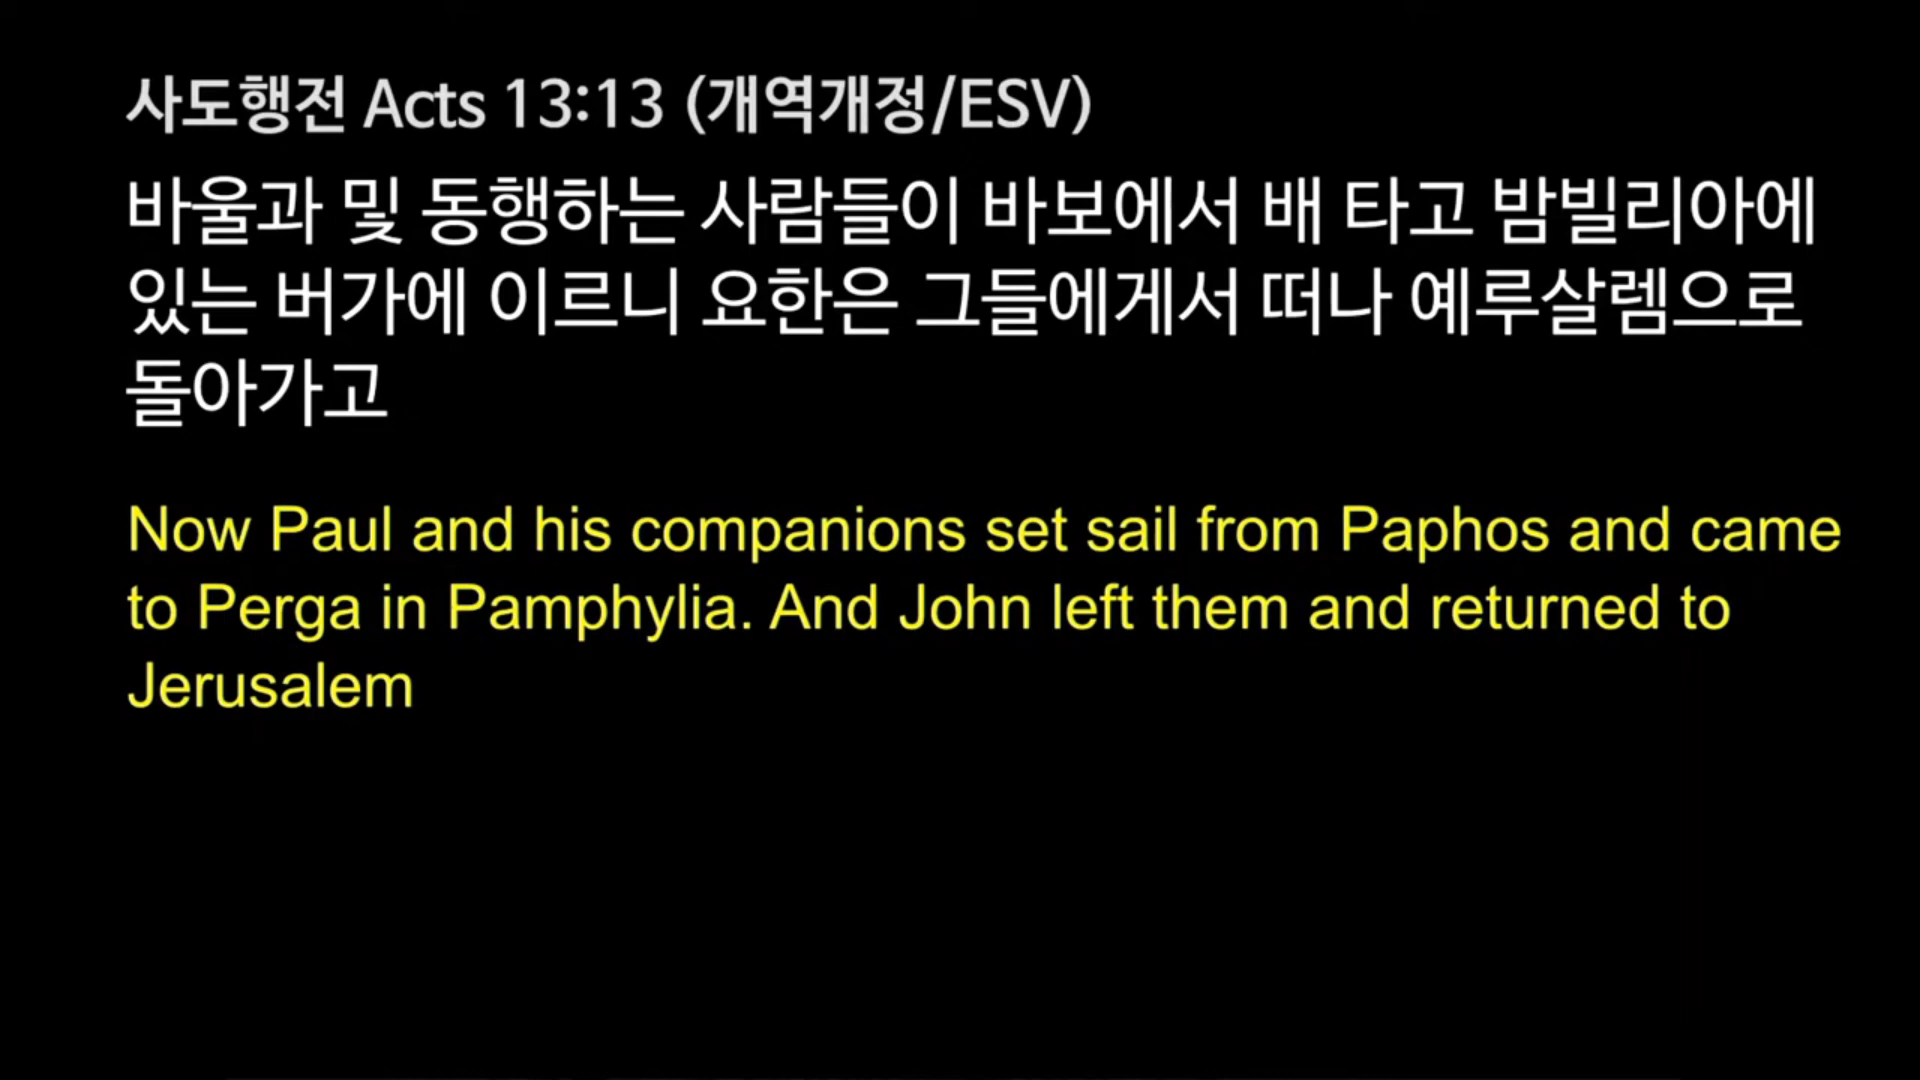 사도행전 Acts 13:13 (개역개정/ESV)
바울과 및 동행하는 사람들이 바보에서 배 타고 밤빌리아에
있는 버가에 이르니 요한은 그들에게서 떠나 예루살렘으로
돌아가고
Now Paul and his companions set sail from Paphos and came
to Perga in Pamphylia. And John left them and returned to
Jerusalem